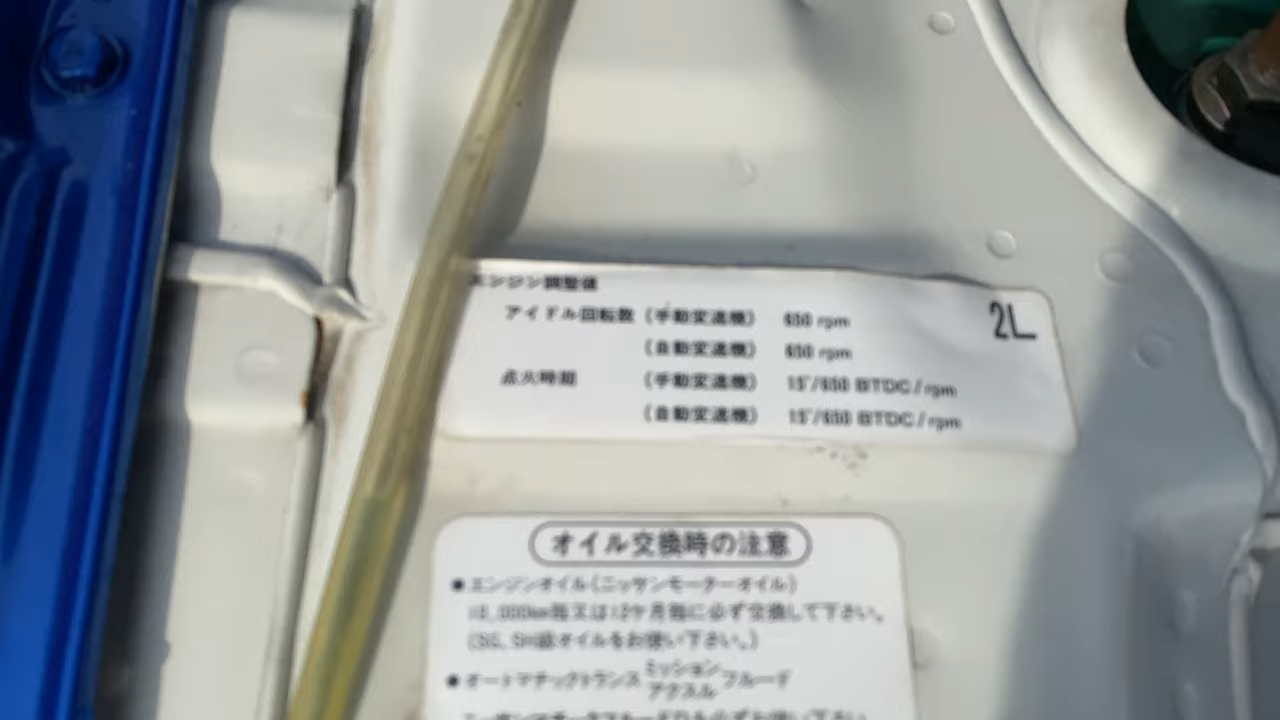 エンジン調整値
2L
アイドル回転数 (手動変速機) 650 rpm
(自動変速機) 650 rpm
点火時期 (手動変速機) 15°/650 BTDC/rpm
(自動変速機) 15°/650 BTDC/rpm
オイル交換時の注意
●エンジンオイル(ニッサンモーターオイル)
10,000km毎又は12ケ月毎に必ず交換して下さい。
(SG, SH級オイルをお使い下さい。)
●オートマチックトランスミッションアクスルフルード